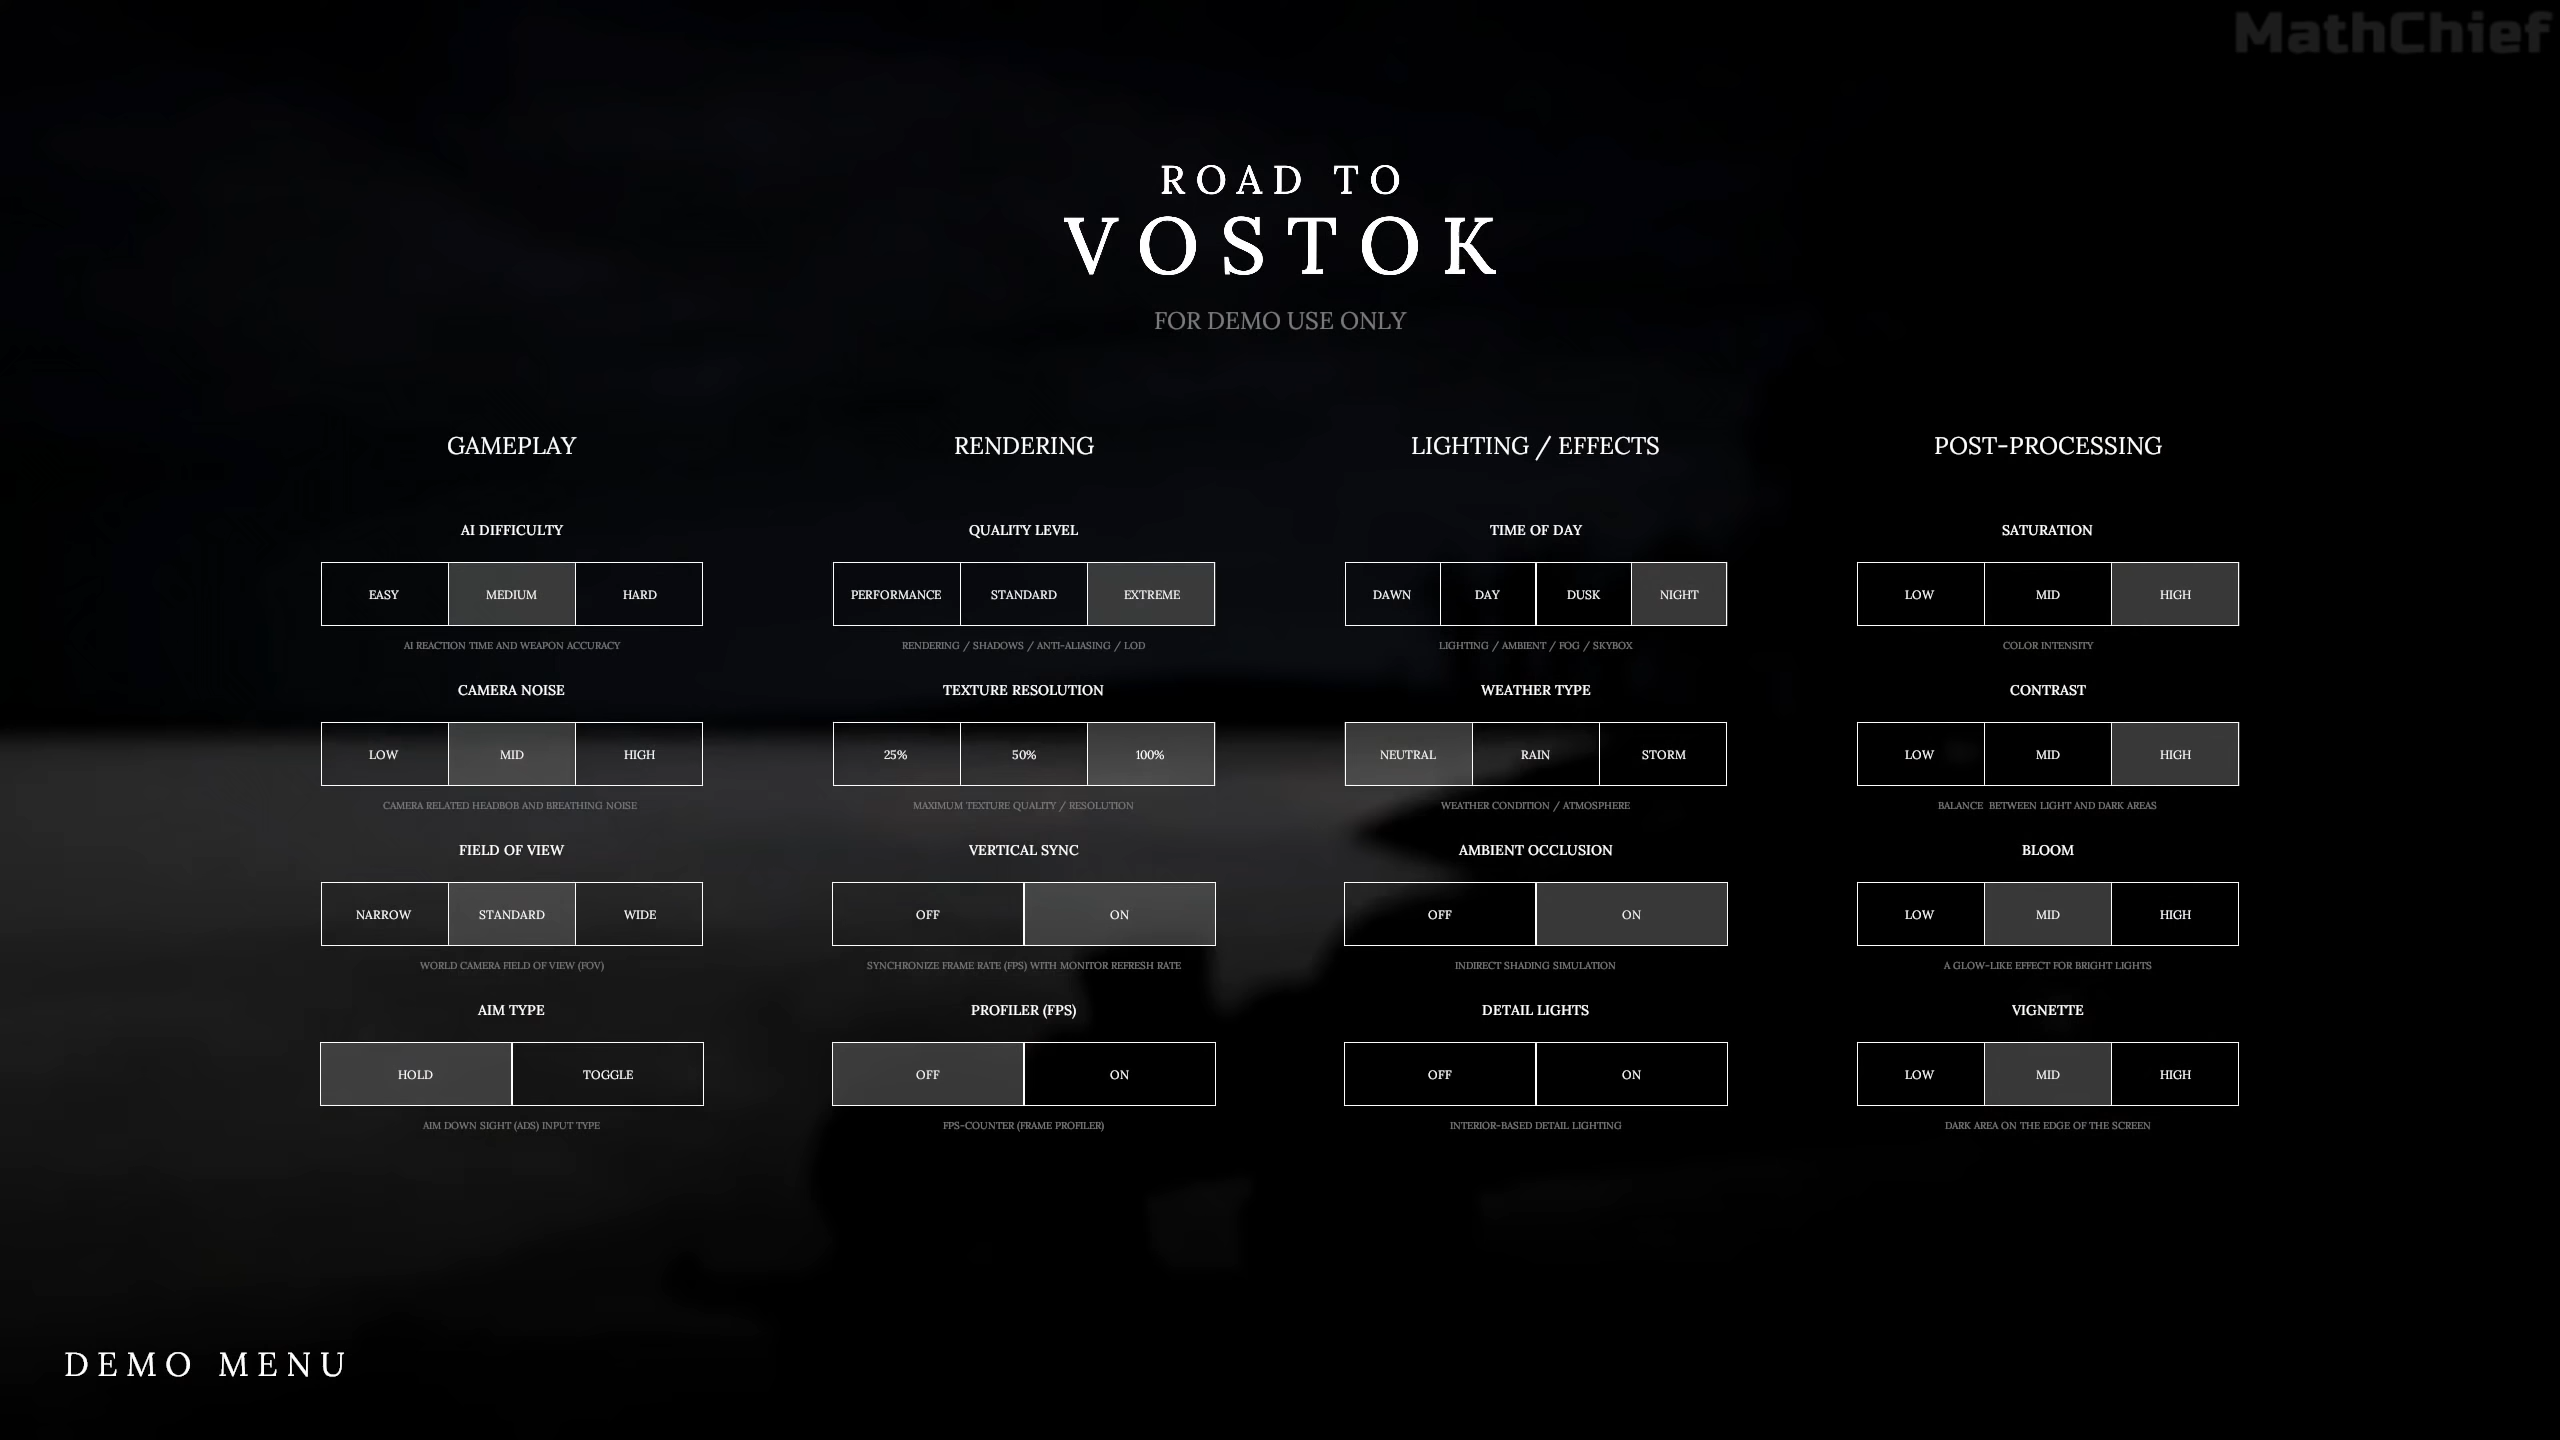 MathChief
ROAD TO
VOSTOK
FOR DEMO USE ONLY
GAMEPLAY
AI DIFFICULTY
EASY MEDIUM HARD
AI REACTION TIME AND WEAPON ACCURACY
CAMERA NOISE
LOW MID HIGH
CAMERA RELATED HEADBOB AND BREATHING NOISE
FIELD OF VIEW
NARROW STANDARD WIDE
WORLD CAMERA FIELD OF VIEW (FOV)
AIM TYPE
HOLD TOGGLE
AIM DOWN SIGHT (ADS) INPUT TYPE
RENDERING
QUALITY LEVEL
PERFORMANCE STANDARD EXTREME
RENDERING / SHADOWS / ANTI-ALIASING / LOD
TEXTURE RESOLUTION
25% 50% 100%
MAXIMUM TEXTURE QUALITY / RESOLUTION
VERTICAL SYNC
OFF ON
SYNCHRONIZE FRAME RATE (FPS) WITH MONITOR REFRESH RATE
PROFILER (FPS)
OFF ON
FPS-COUNTER (FRAME PROFILER)
LIGHTING / EFFECTS
TIME OF DAY
DAWN DAY DUSK NIGHT
LIGHTING / AMBIENT / FOG / SKYBOX
WEATHER TYPE
NEUTRAL RAIN STORM
WEATHER CONDITION / ATMOSPHERE
AMBIENT OCCLUSION
OFF ON
INDIRECT SHADING SIMULATION
DETAIL LIGHTS
OFF ON
INTERIOR-BASED DETAIL LIGHTING
POST-PROCESSING
SATURATION
LOW MID HIGH
COLOR INTENSITY
CONTRAST
LOW MID HIGH
BALANCE  BETWEEN LIGHT AND DARK AREAS
BLOOM
LOW MID HIGH
A GLOW-LIKE EFFECT FOR BRIGHT LIGHTS
VIGNETTE
LOW MID HIGH
DARK AREA ON THE EDGE OF THE SCREEN
DEMO MENU